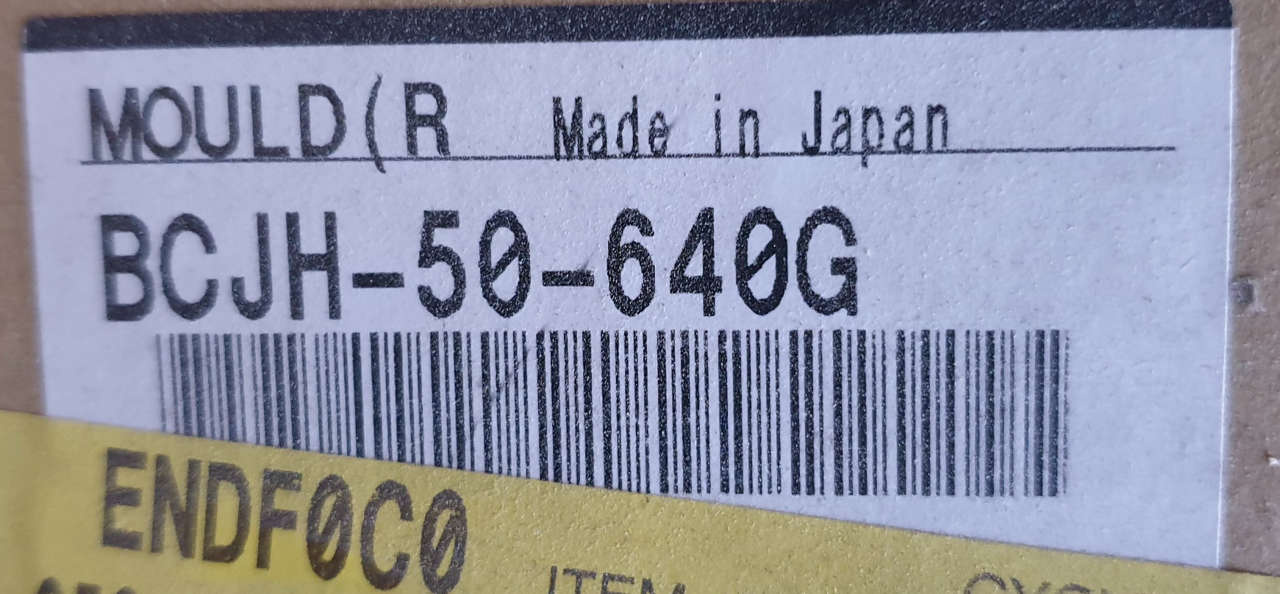 MOULD(R Made in Japan
BCJH-50-640G
ENDF0C0
ITEM